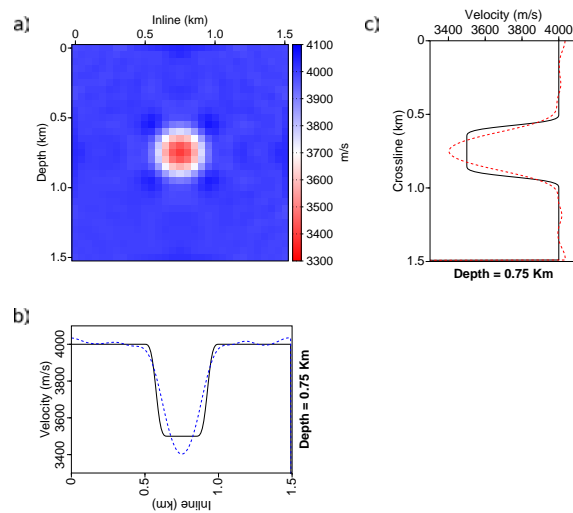 a)
Inline (km)
0 0.5 1.0 1.5
Depth (km)
0
0.5
1.0
1.5
4100
4000
3900
3800
3700
3600
3500
3400
3300
m/s
c)
Velocity (m/s)
3400 3600 3800 4000
Crossline (km)
0
0.5
1.0
1.5
Depth = 0.75 Km
b)
Velocity (m/s)
4000
3800
3600
3400
0 0.5 1.0 1.5
Inline (km)
Depth = 0.75 Km